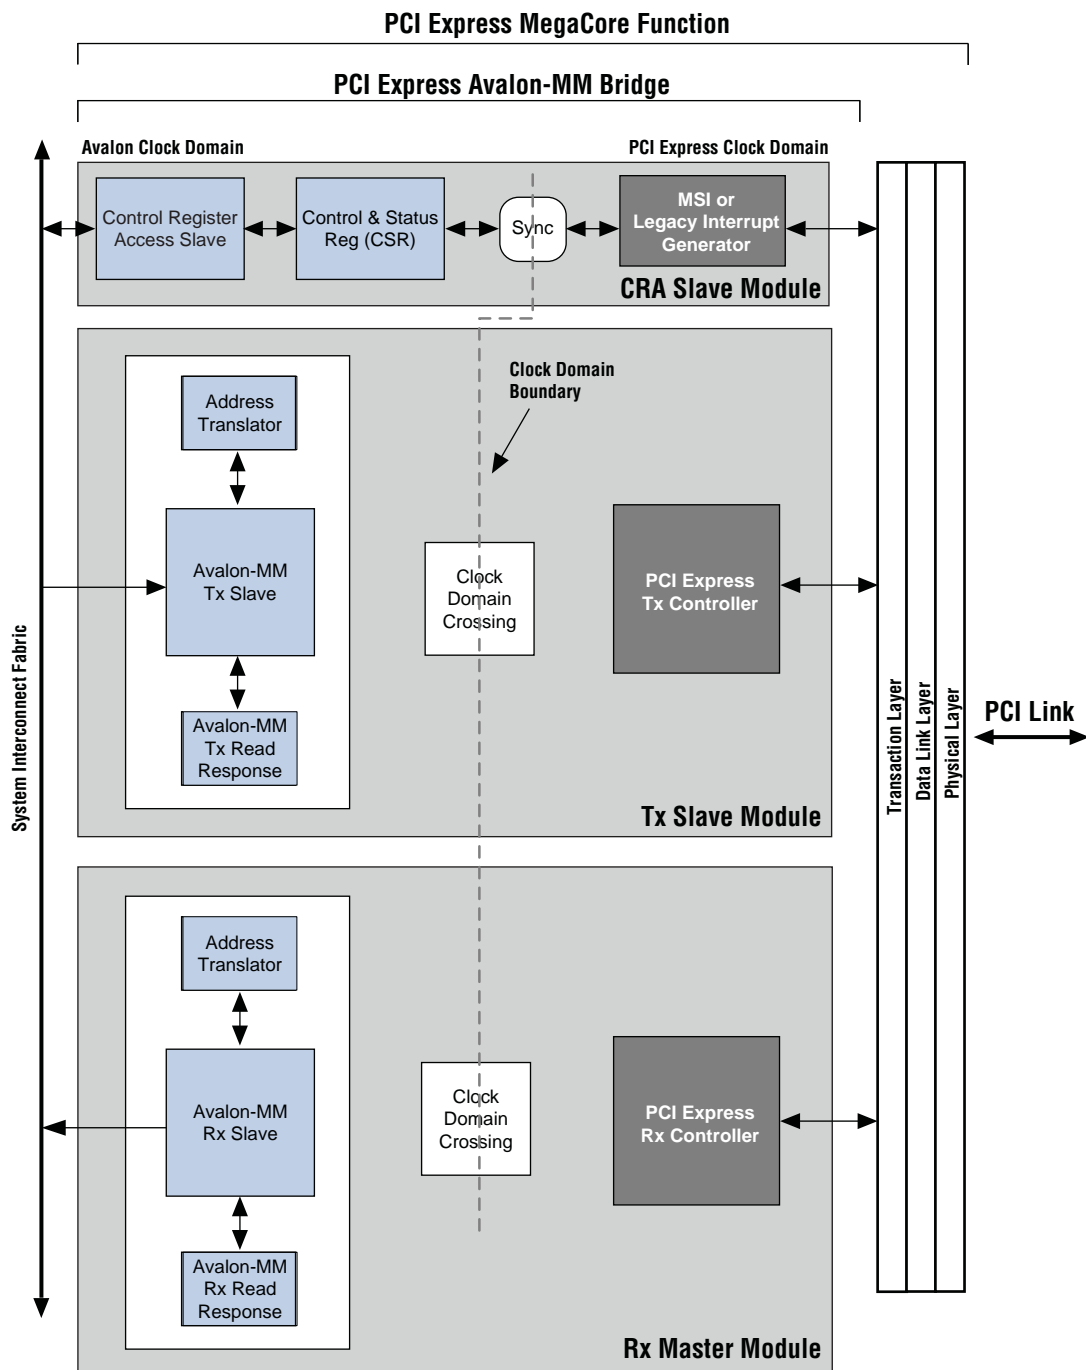 PCI Express MegaCore Function
PCI Express Avalon-MM Bridge
Avalon Clock Domain
PCI Express Clock Domain
Control Register
Access Slave
Control & Status
Reg (CSR)
Sync
MSI or
Legacy Interrupt
Generator
CRA Slave Module
Clock Domain
Boundary
Address
Translator
Avalon-MM
Tx Slave
Avalon-MM
Tx Read
Response
Clock
Domain
Crossing
PCI Express
Tx Controller
Tx Slave Module
System Interconnect Fabric
Transaction Layer
Data Link Layer
Physical Layer
PCI Link
Address
Translator
Avalon-MM
Rx Slave
Avalon-MM
Rx Read
Response
Clock
Domain
Crossing
PCI Express
Rx Controller
Rx Master Module